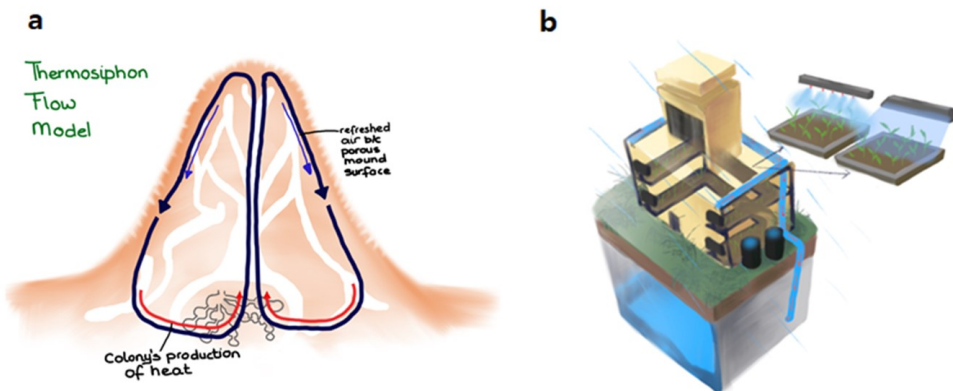 a
Thermosiphon
Flow
Model
refreshed
air b/c
porous
mound
surface
Colony's production
of heat
b